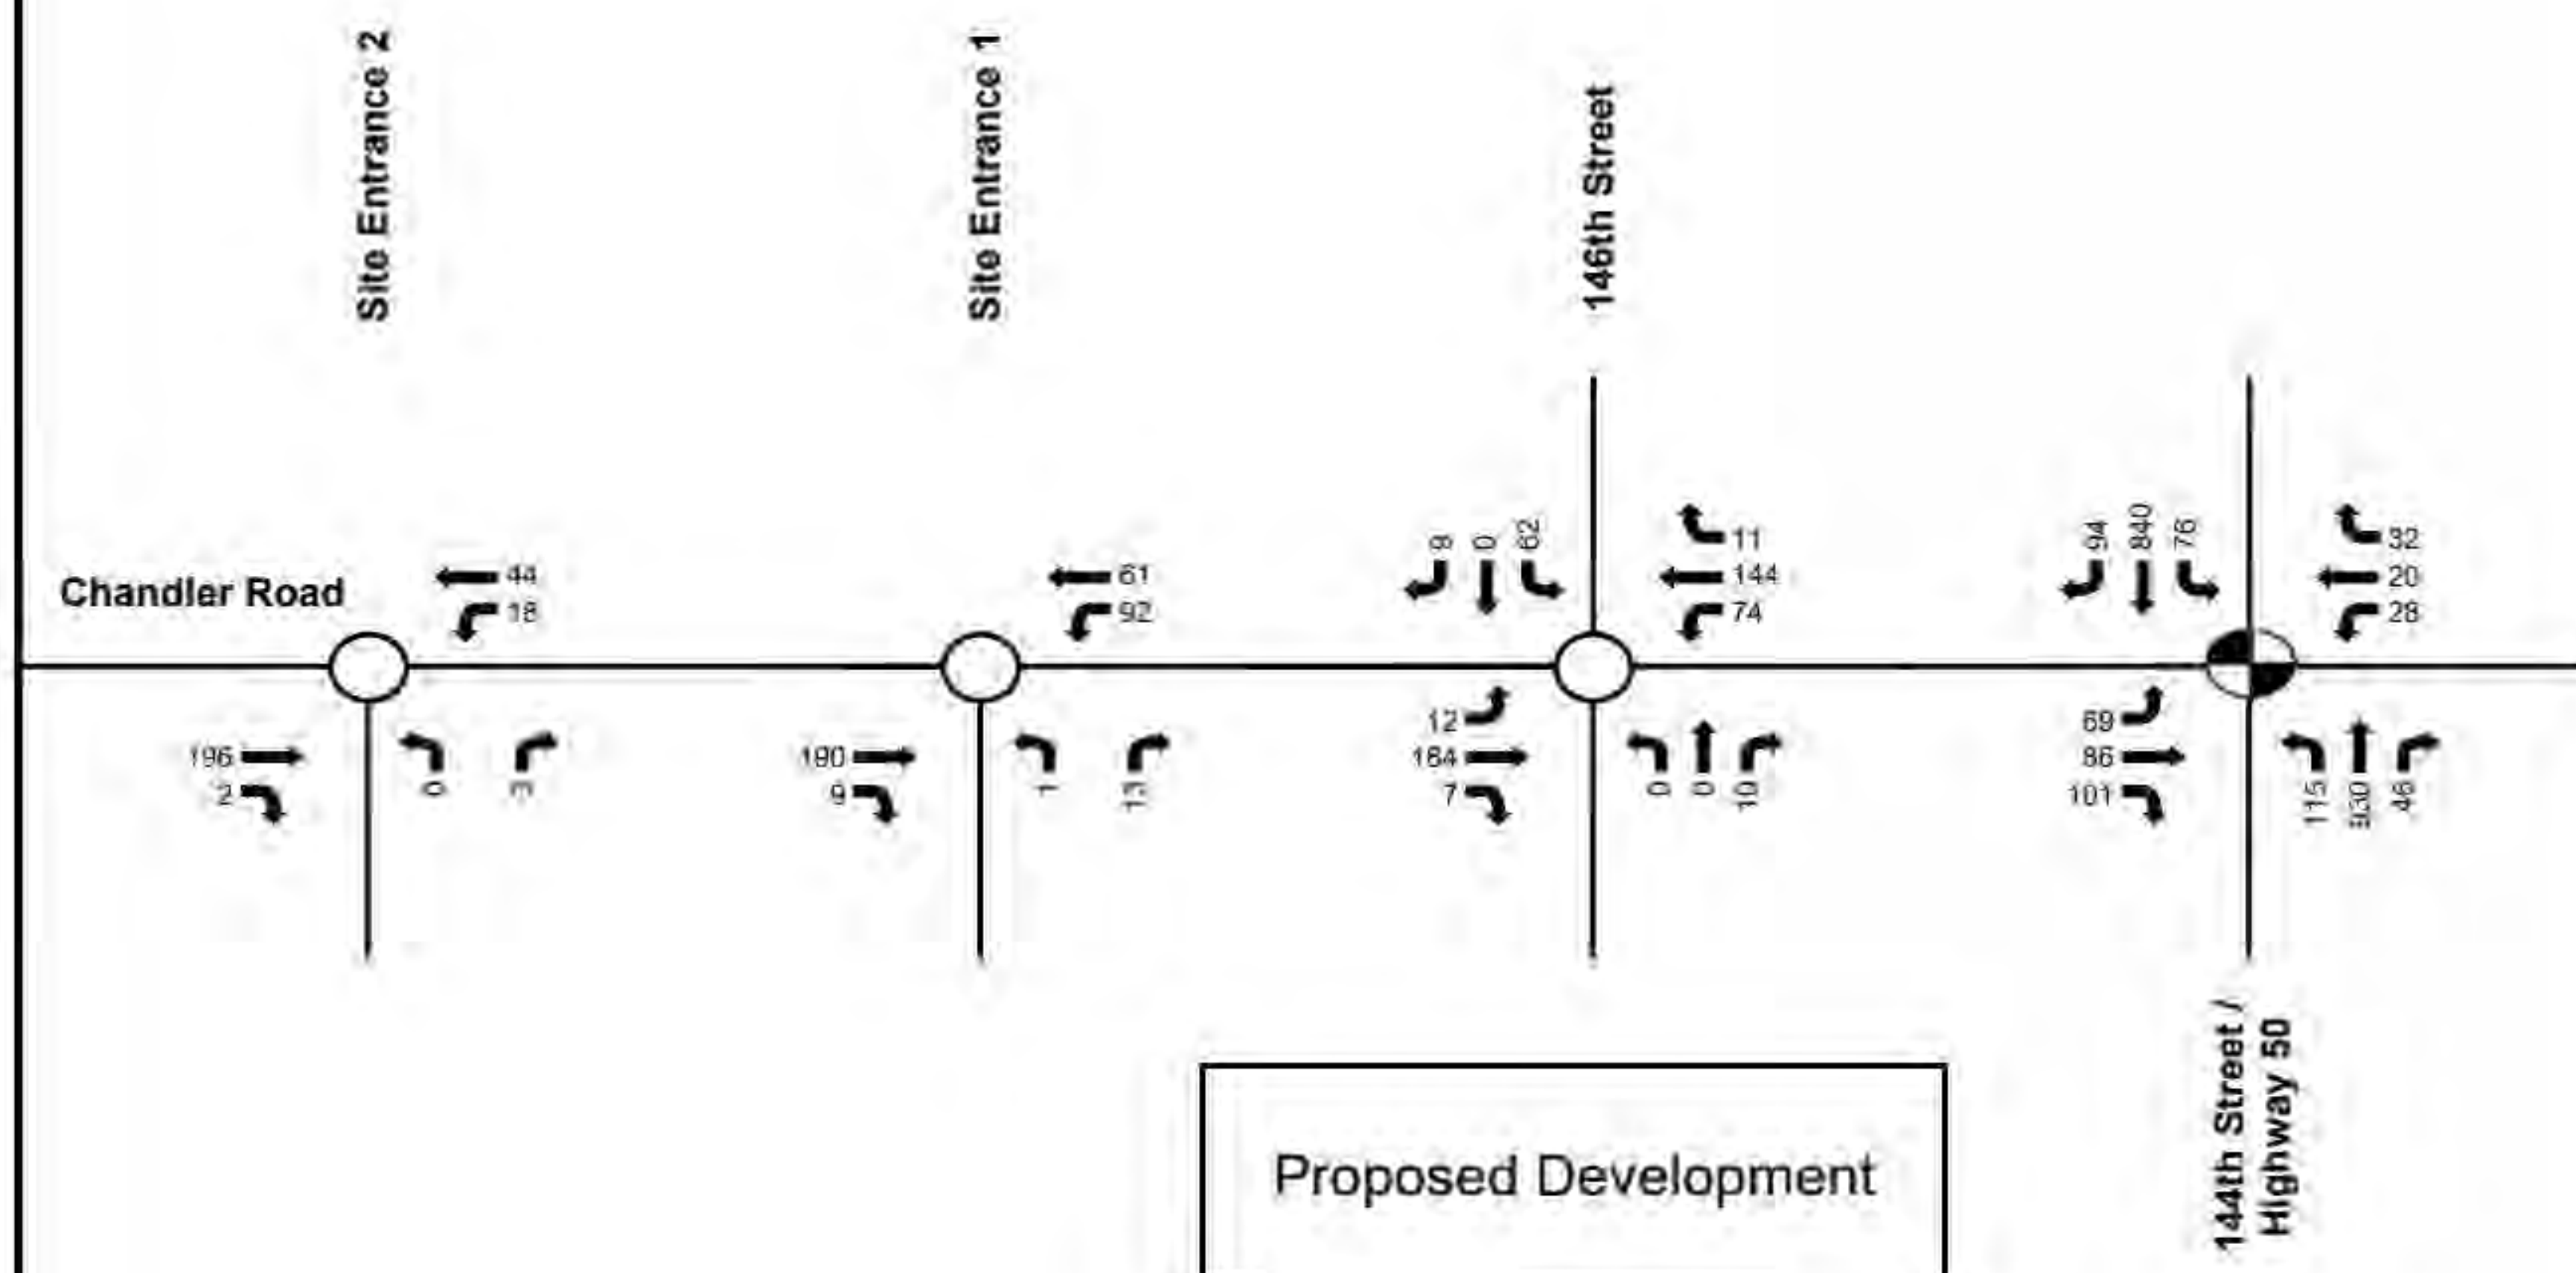 Site Entrance 2
Site Entrance 1
146th Street
Chandler Road
44
18
61
92
9 0 62
11
144
74
94 840 76
32
20
28
196
2
0 3
190
9
1 13
12
184
7
0 0 10
69
86
101
115 930 46
144th Street /
Highway 50
Proposed Development